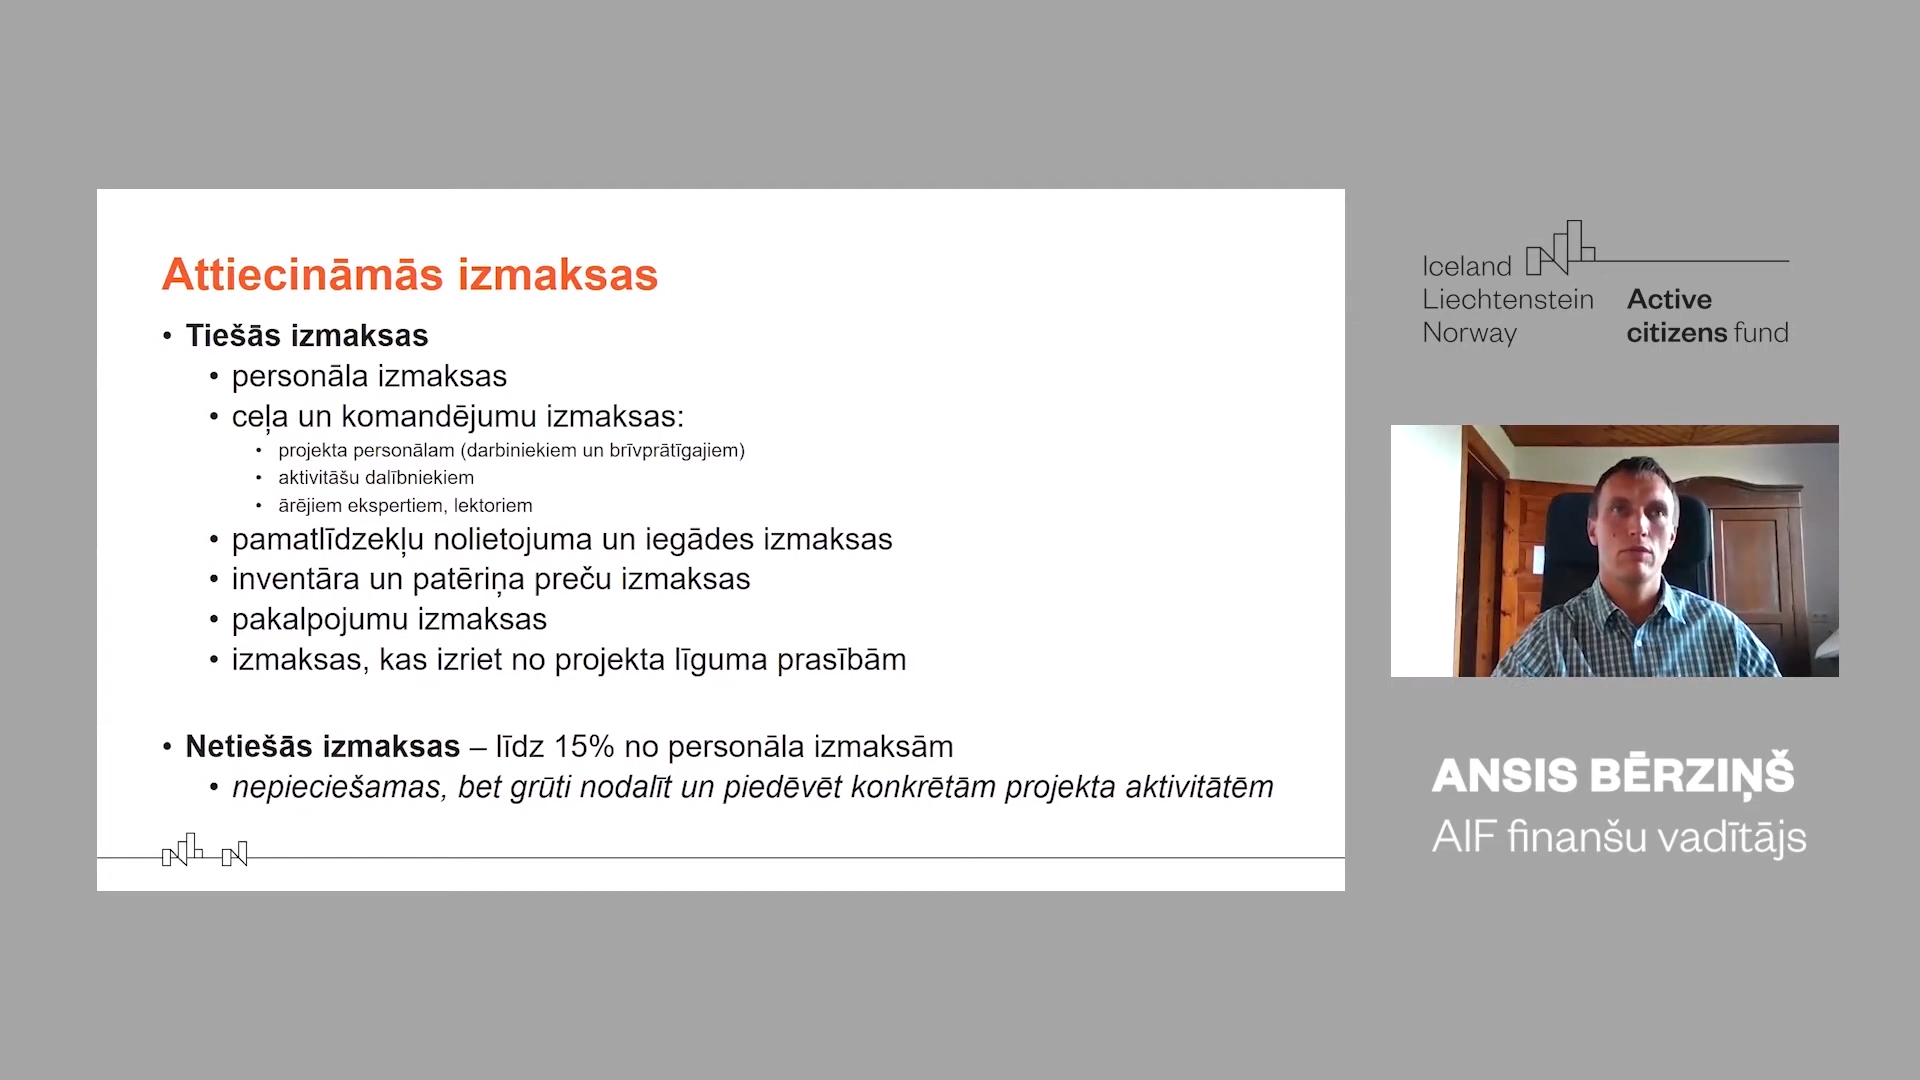 Attiecināmās izmaksas
• Tiešās izmaksas
• personāla izmaksas
• ceļa un komandējumu izmaksas:
• projekta personālam (darbiniekiem un brīvprātīgajiem)
• aktivitāšu dalībniekiem
• ārējiem ekspertiem, lektoriem
• pamatlīdzekļu nolietojuma un iegādes izmaksas
• inventāra un patēriņa preču izmaksas
• pakalpojumu izmaksas
• izmaksas, kas izriet no projekta līguma prasībām
• Netiešās izmaksas – līdz 15% no personāla izmaksām
• nepieciešamas, bet grūti nodalīt un piedēvēt konkrētām projekta aktivitātēm
Iceland
Liechtenstein
Norway
Active
citizens fund
ANSIS BĒRZIŅŠ
AIF finanšu vadītājs